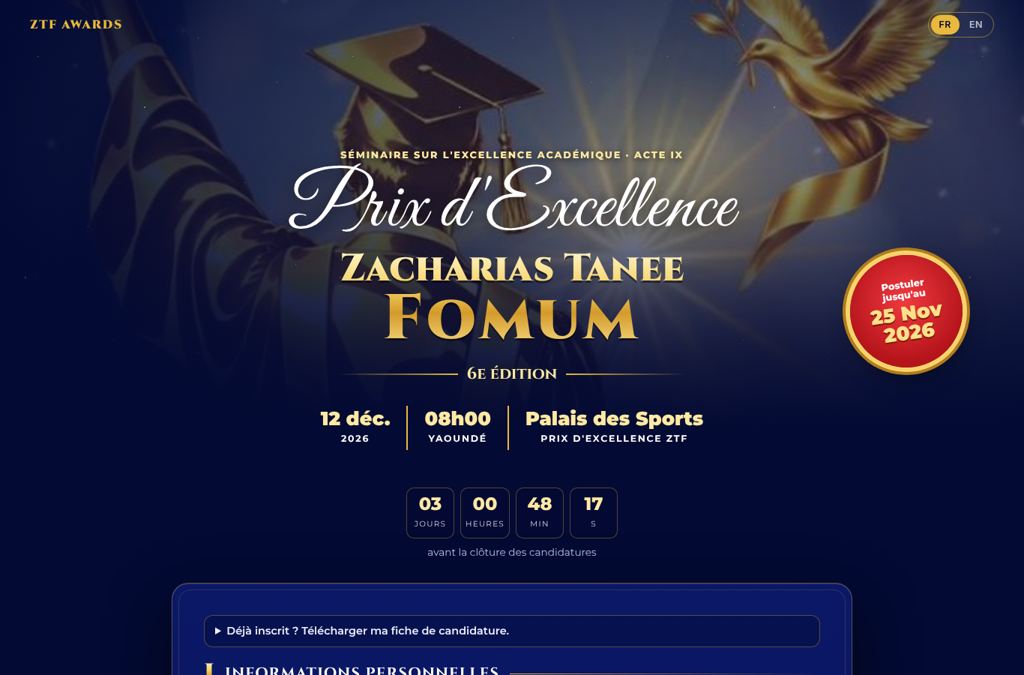 ZTF AWARDS
FR EN
SÉMINAIRE SUR L'EXCELLENCE ACADÉMIQUE · ACTE IX
Prix d'Excellence
ZACHARIAS TANEE
FOMUM
Postuler
jusqu'au
25 Nov
2026
6E ÉDITION
12 déc. 08h00 Palais des Sports
2026 YAOUNDÉ PRIX D'EXCELLENCE ZTF
03 00 48 17
JOURS HEURES MIN S
avant la clôture des candidatures
▶ Déjà inscrit ? Télécharger ma fiche de candidature.
I INFORMATIONS PERSONNELLES